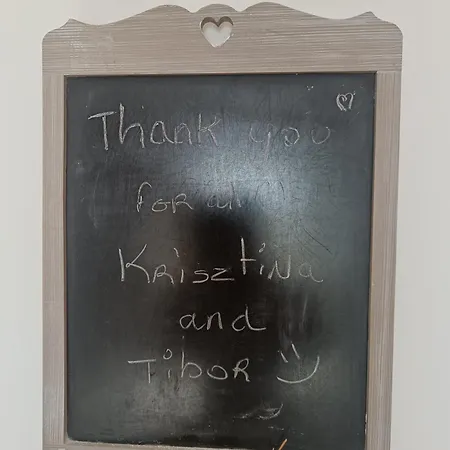 Thank you
for all
Krisztina
and
Tibor